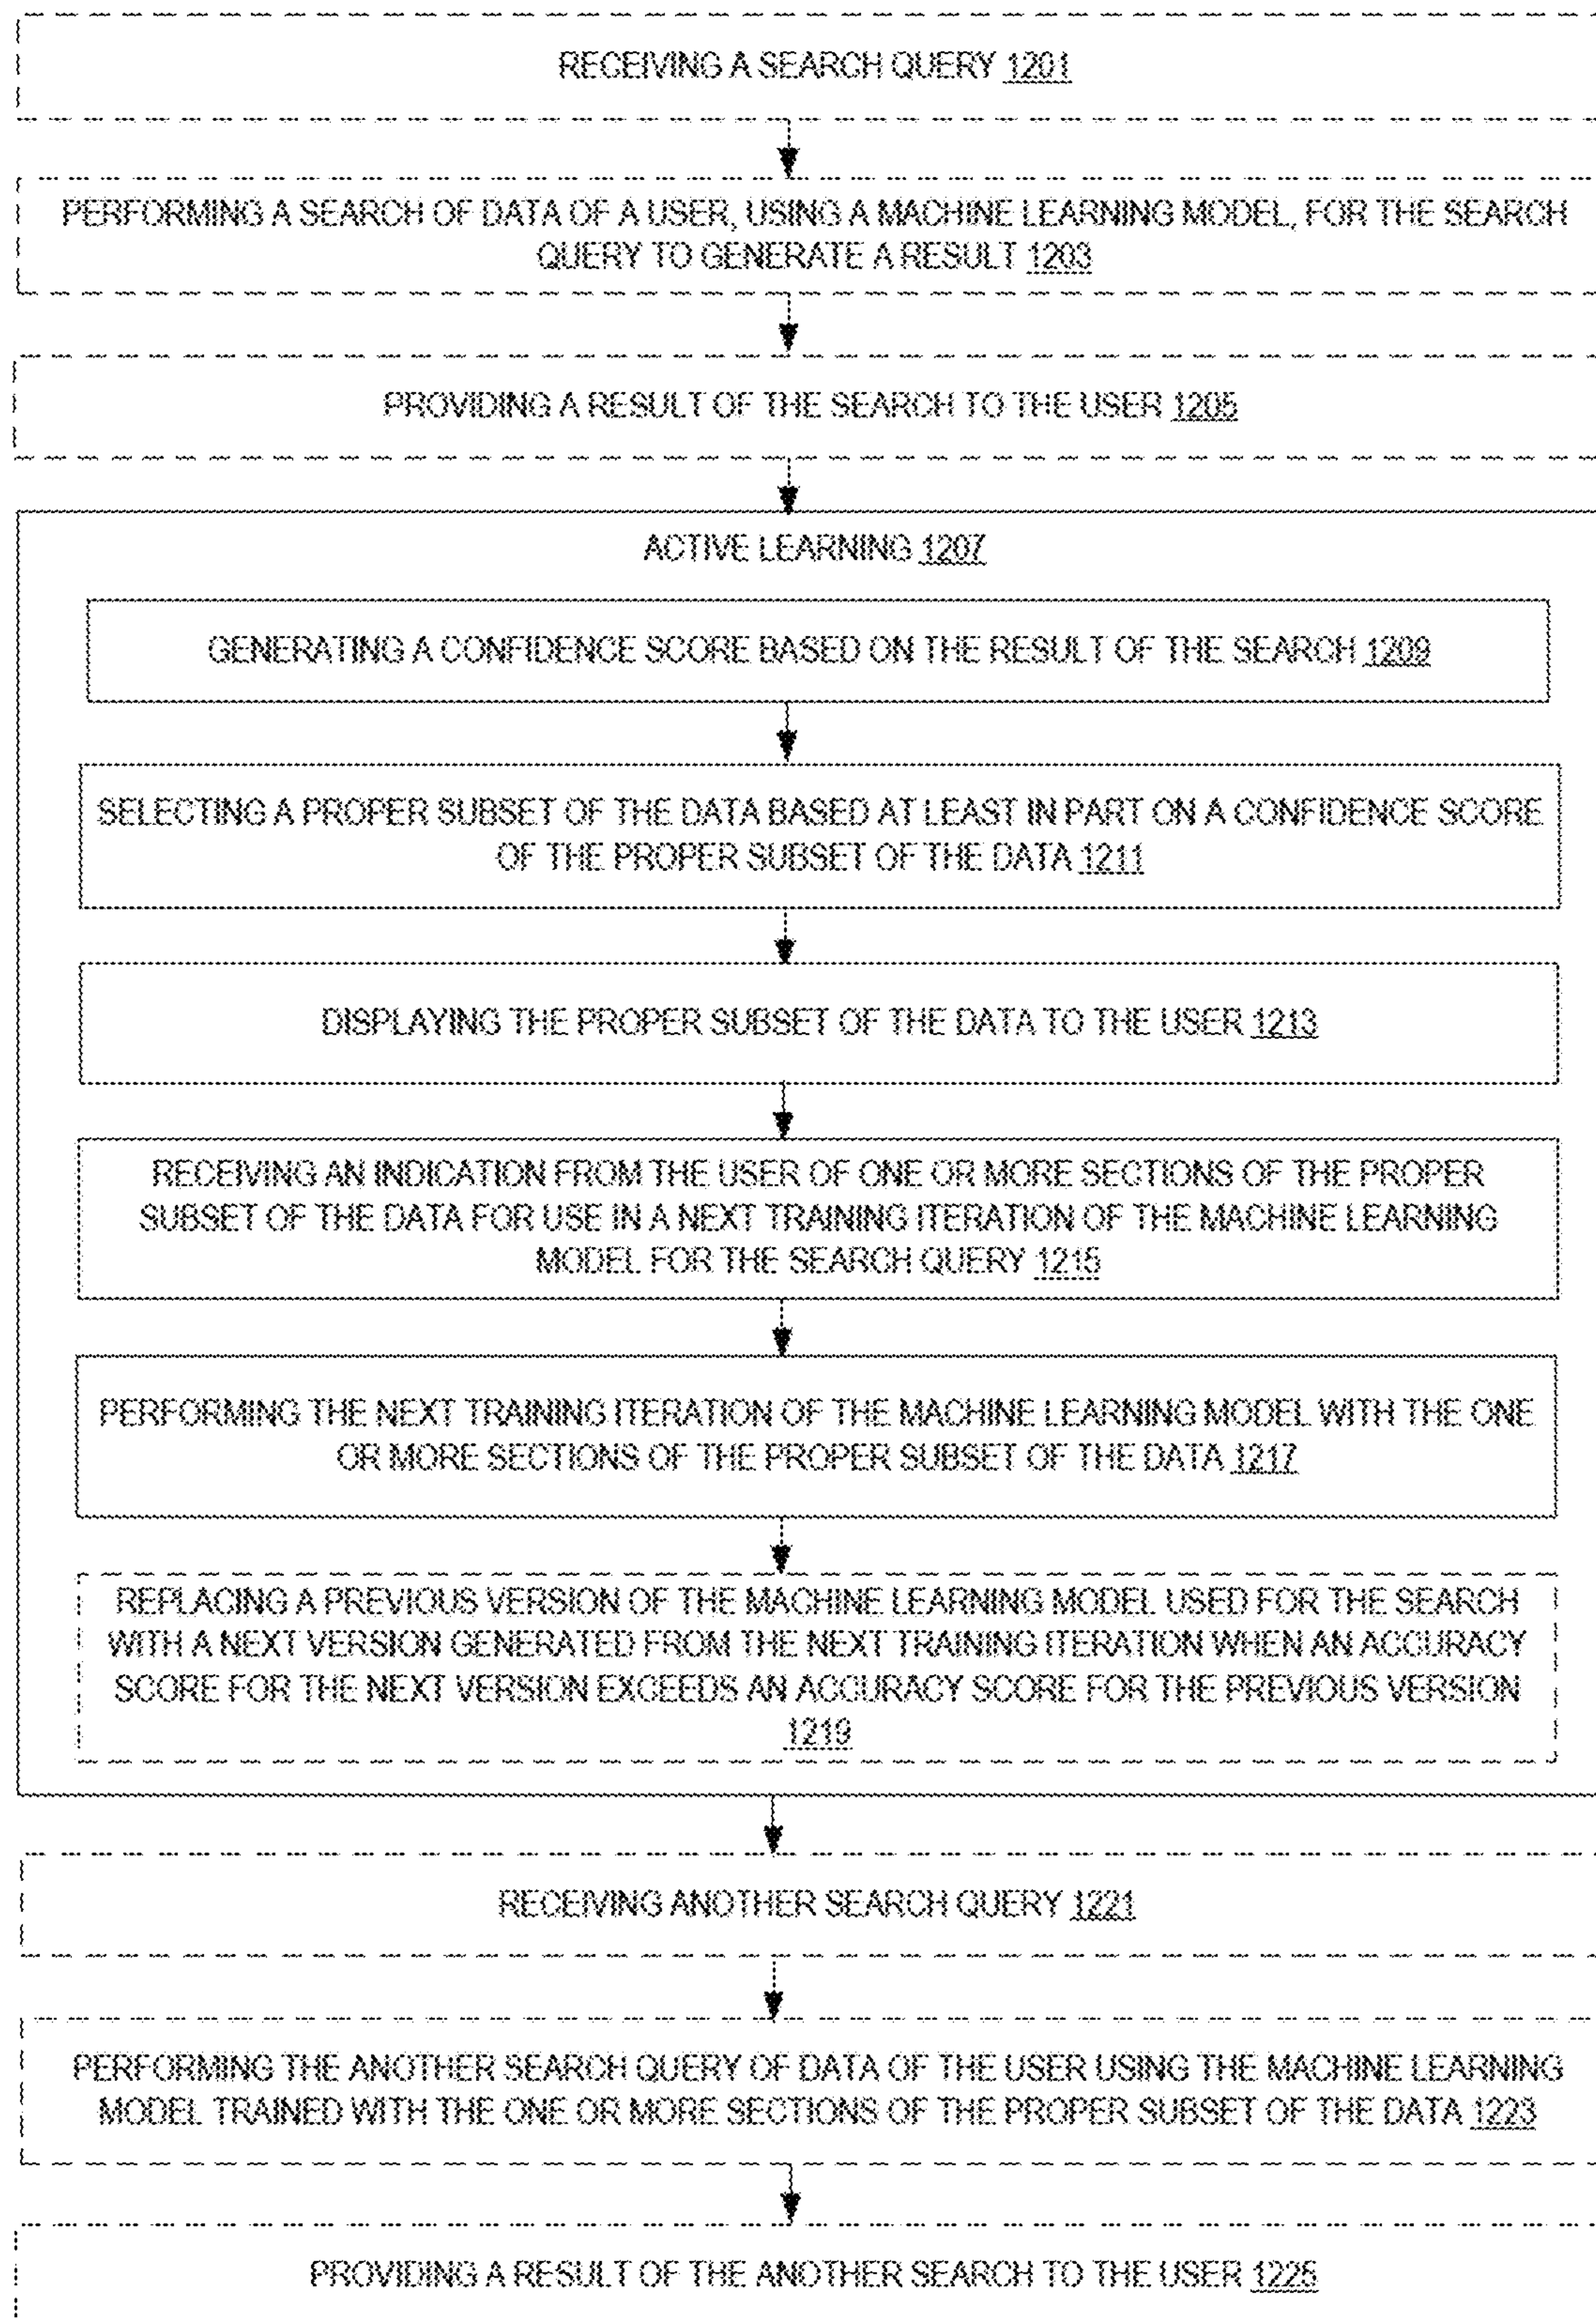 RECEIVING A SEARCH QUERY 1201
PERFORMING A SEARCH OF DATA OF A USER, USING A MACHINE LEARNING MODEL, FOR THE SEARCH
QUERY TO GENERATE A RESULT 1203
PROVIDING A RESULT OF THE SEARCH TO THE USER 1205
ACTIVE LEARNING 1207
GENERATING A CONFIDENCE SCORE BASED ON THE RESULT OF THE SEARCH 1209
SELECTING A PROPER SUBSET OF THE DATA BASED AT LEAST IN PART ON A CONFIDENCE SCORE
OF THE PROPER SUBSET OF THE DATA 1211
DISPLAYING THE PROPER SUBSET OF THE DATA TO THE USER 1213
RECEIVING AN INDICATION FROM THE USER OF ONE OR MORE SECTIONS OF THE PROPER
SUBSET OF THE DATA FOR USE IN A NEXT TRAINING ITERATION OF THE MACHINE LEARNING
MODEL FOR THE SEARCH QUERY 1215
PERFORMING THE NEXT TRAINING ITERATION OF THE MACHINE LEARNING MODEL WITH THE ONE
OR MORE SECTIONS OF THE PROPER SUBSET OF THE DATA 1217
REPLACING A PREVIOUS VERSION OF THE MACHINE LEARNING MODEL USED FOR THE SEARCH
WITH A NEXT VERSION GENERATED FROM THE NEXT TRAINING ITERATION WHEN AN ACCURACY
SCORE FOR THE NEXT VERSION EXCEEDS AN ACCURACY SCORE FOR THE PREVIOUS VERSION
1219
RECEIVING ANOTHER SEARCH QUERY 1221
PERFORMING THE ANOTHER SEARCH QUERY OF DATA OF THE USER USING THE MACHINE LEARNING
MODEL TRAINED WITH THE ONE OR MORE SECTIONS OF THE PROPER SUBSET OF THE DATA 1223
PROVIDING A RESULT OF THE ANOTHER SEARCH TO THE USER 1225